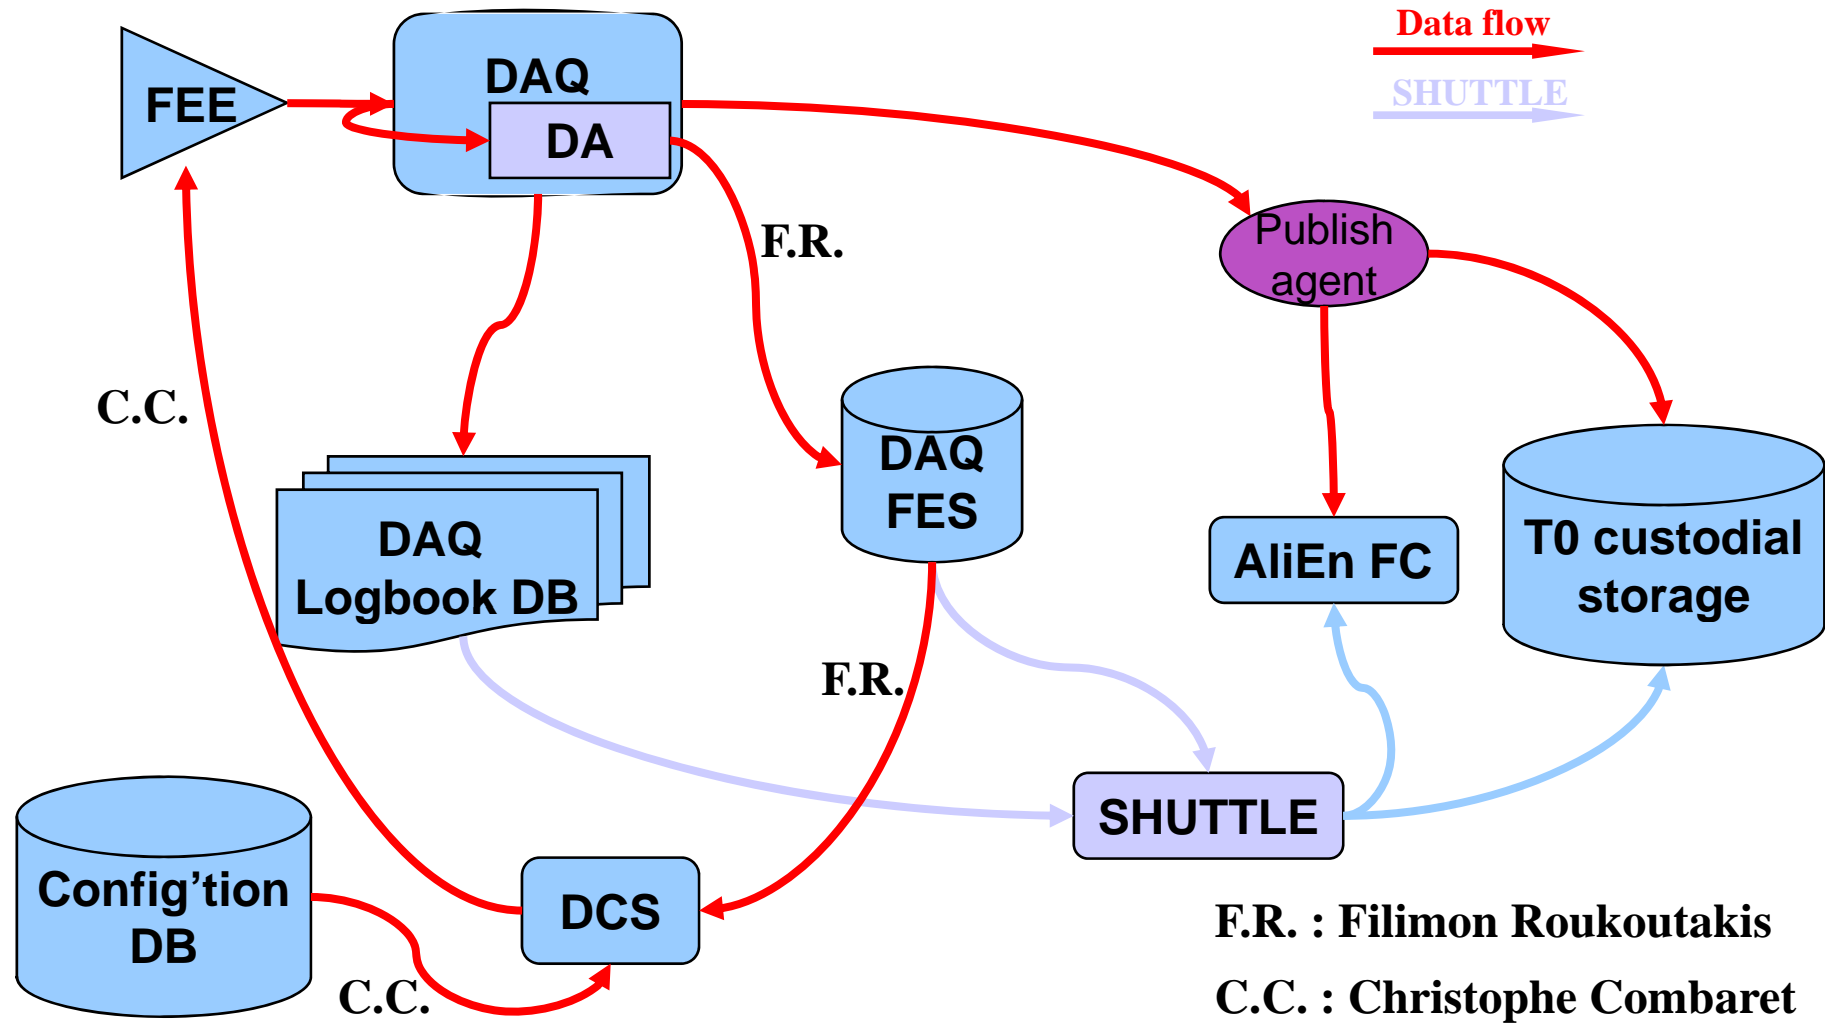 Data flow
SHUTTLE
DAQ
FEE
DA
F.R.
Publish
agent
C.C.
DAQ
FES
DAQ
Logbook DB
AliEn FC
T0 custodial
storage
F.R.
SHUTTLE
Config’tion
DB
DCS
C.C.
F.R. : Filimon Roukoutakis
C.C. : Christophe Combaret